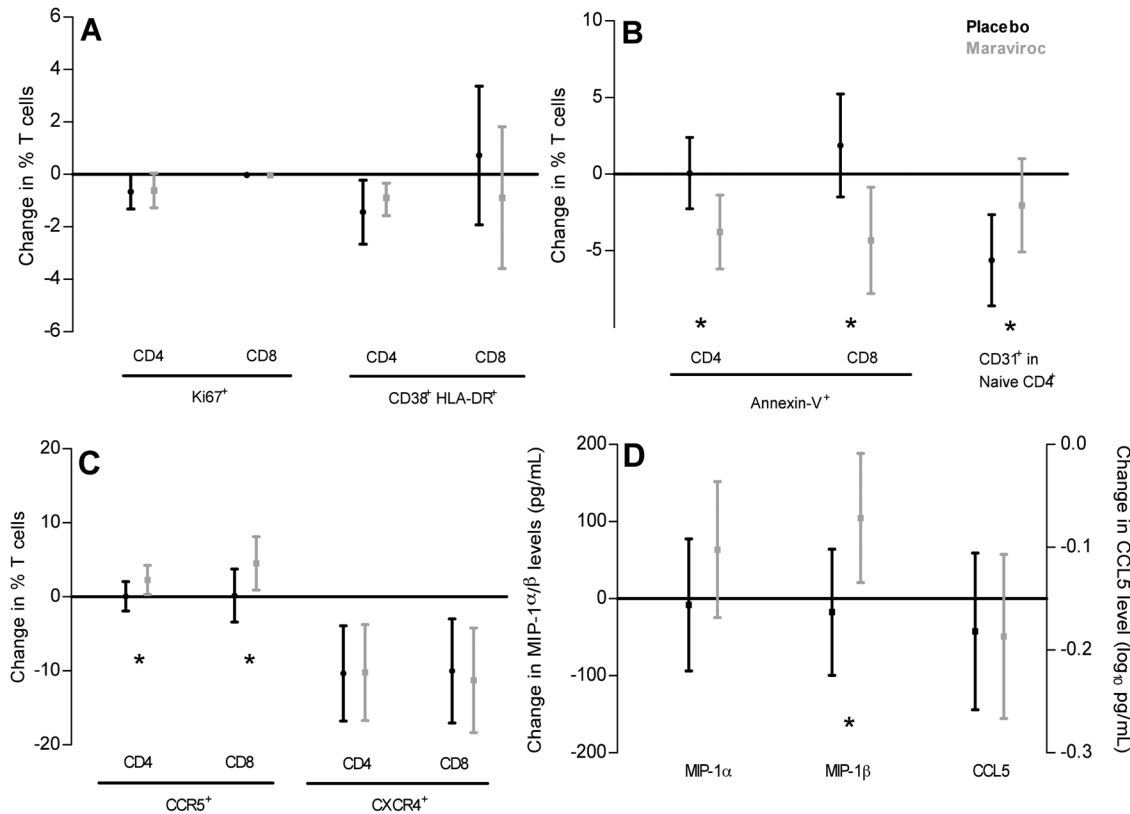 A
Change in % T cells
6
4
2
0
-2
-4
-6
CD4
CD8
CD4
CD8
Ki67⁺
CD38⁺ HLA-DR⁺
B
Placebo
Maraviroc
Change in % T cells
10
5
0
-5
*
*
*
CD4
CD8
CD31⁺ in
Naive CD4⁺
Annexin-V⁺
C
Change in % T cells
20
10
0
-10
-20
*
*
CD4
CD8
CD4
CD8
CCR5⁺
CXCR4⁺
D
Change in MIP-1α/β levels (pg/mL)
200
100
0
-100
-200
0.0
-0.1
-0.2
-0.3
Change in CCL5 level (log₁₀ pg/mL)
*
MIP-1α
MIP-1β
CCL5